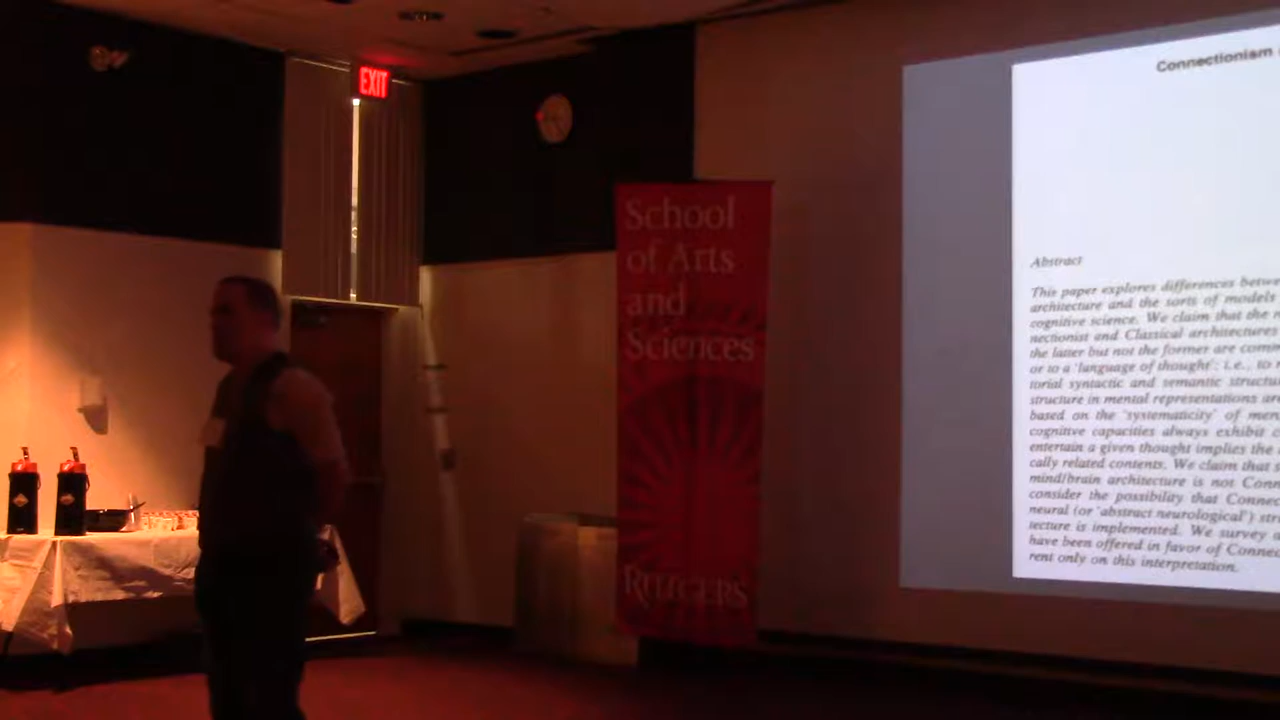 EXIT
School
of Arts
and
Sciences
RUTGERS
Connectionism
Abstract
This paper explores differences betwe
architecture and the sorts of models
cognitive science. We claim that the m
nectionist and Classical architectures
the latter but not the former are comm
or to a 'language of thought': i.e., to
torial syntactic and semantic structu
structure in mental representations are
based on the 'systematicity' of men
cognitive capacities always exhibit c
entertain a given thought implies the
cally related contents. We claim that s
mind/brain architecture is not Conn
consider the possibility that Connec
neural (or 'abstract neurological') str
tecture is implemented. We survey a
have been offered in favor of Connec
rent only on this interpretation.